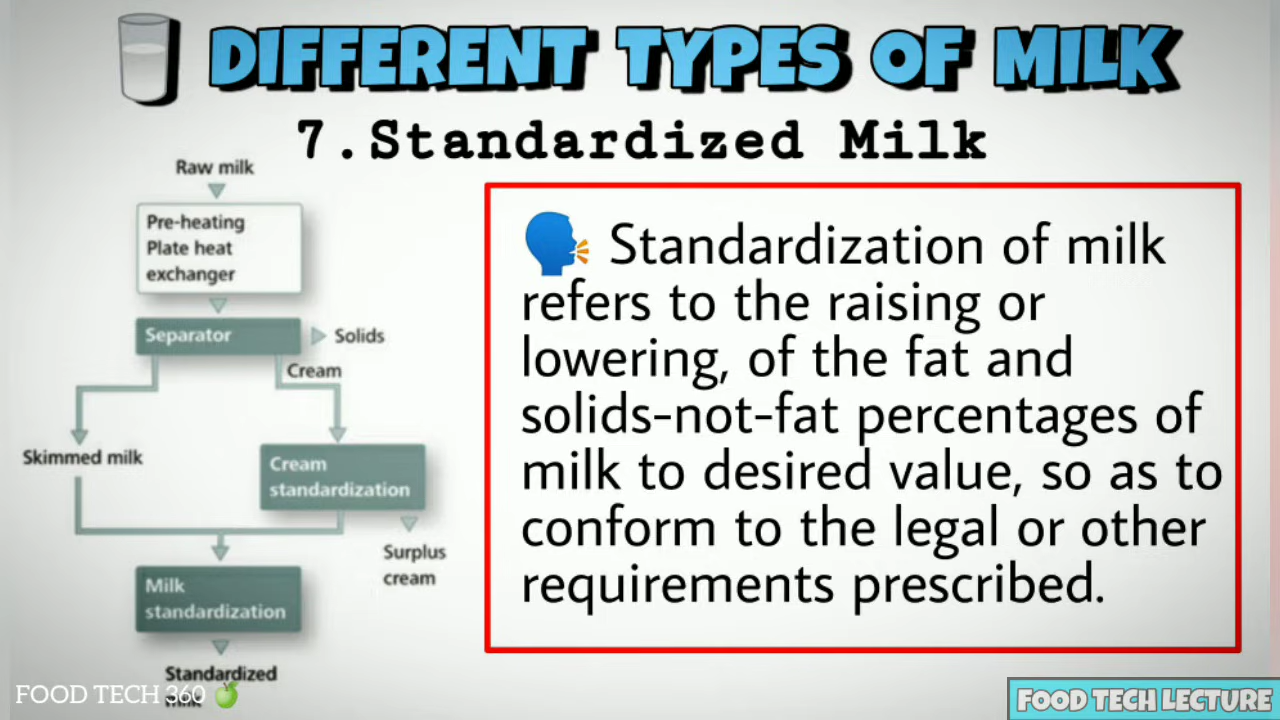 DIFFERENT TYPES OF MILK
7.Standardized Milk
Raw milk
Pre-heating
Plate heat
exchanger
Separator
Solids
Cream
Skimmed milk
Cream
standardization
Surplus
cream
Milk
standardization
Standardized
🗣️ Standardization of milk
refers to the raising or
lowering, of the fat and
solids-not-fat percentages of
milk to desired value, so as to
conform to the legal or other
requirements prescribed.
FOOD TECH 360 🍏
FOOD TECH LECTURE